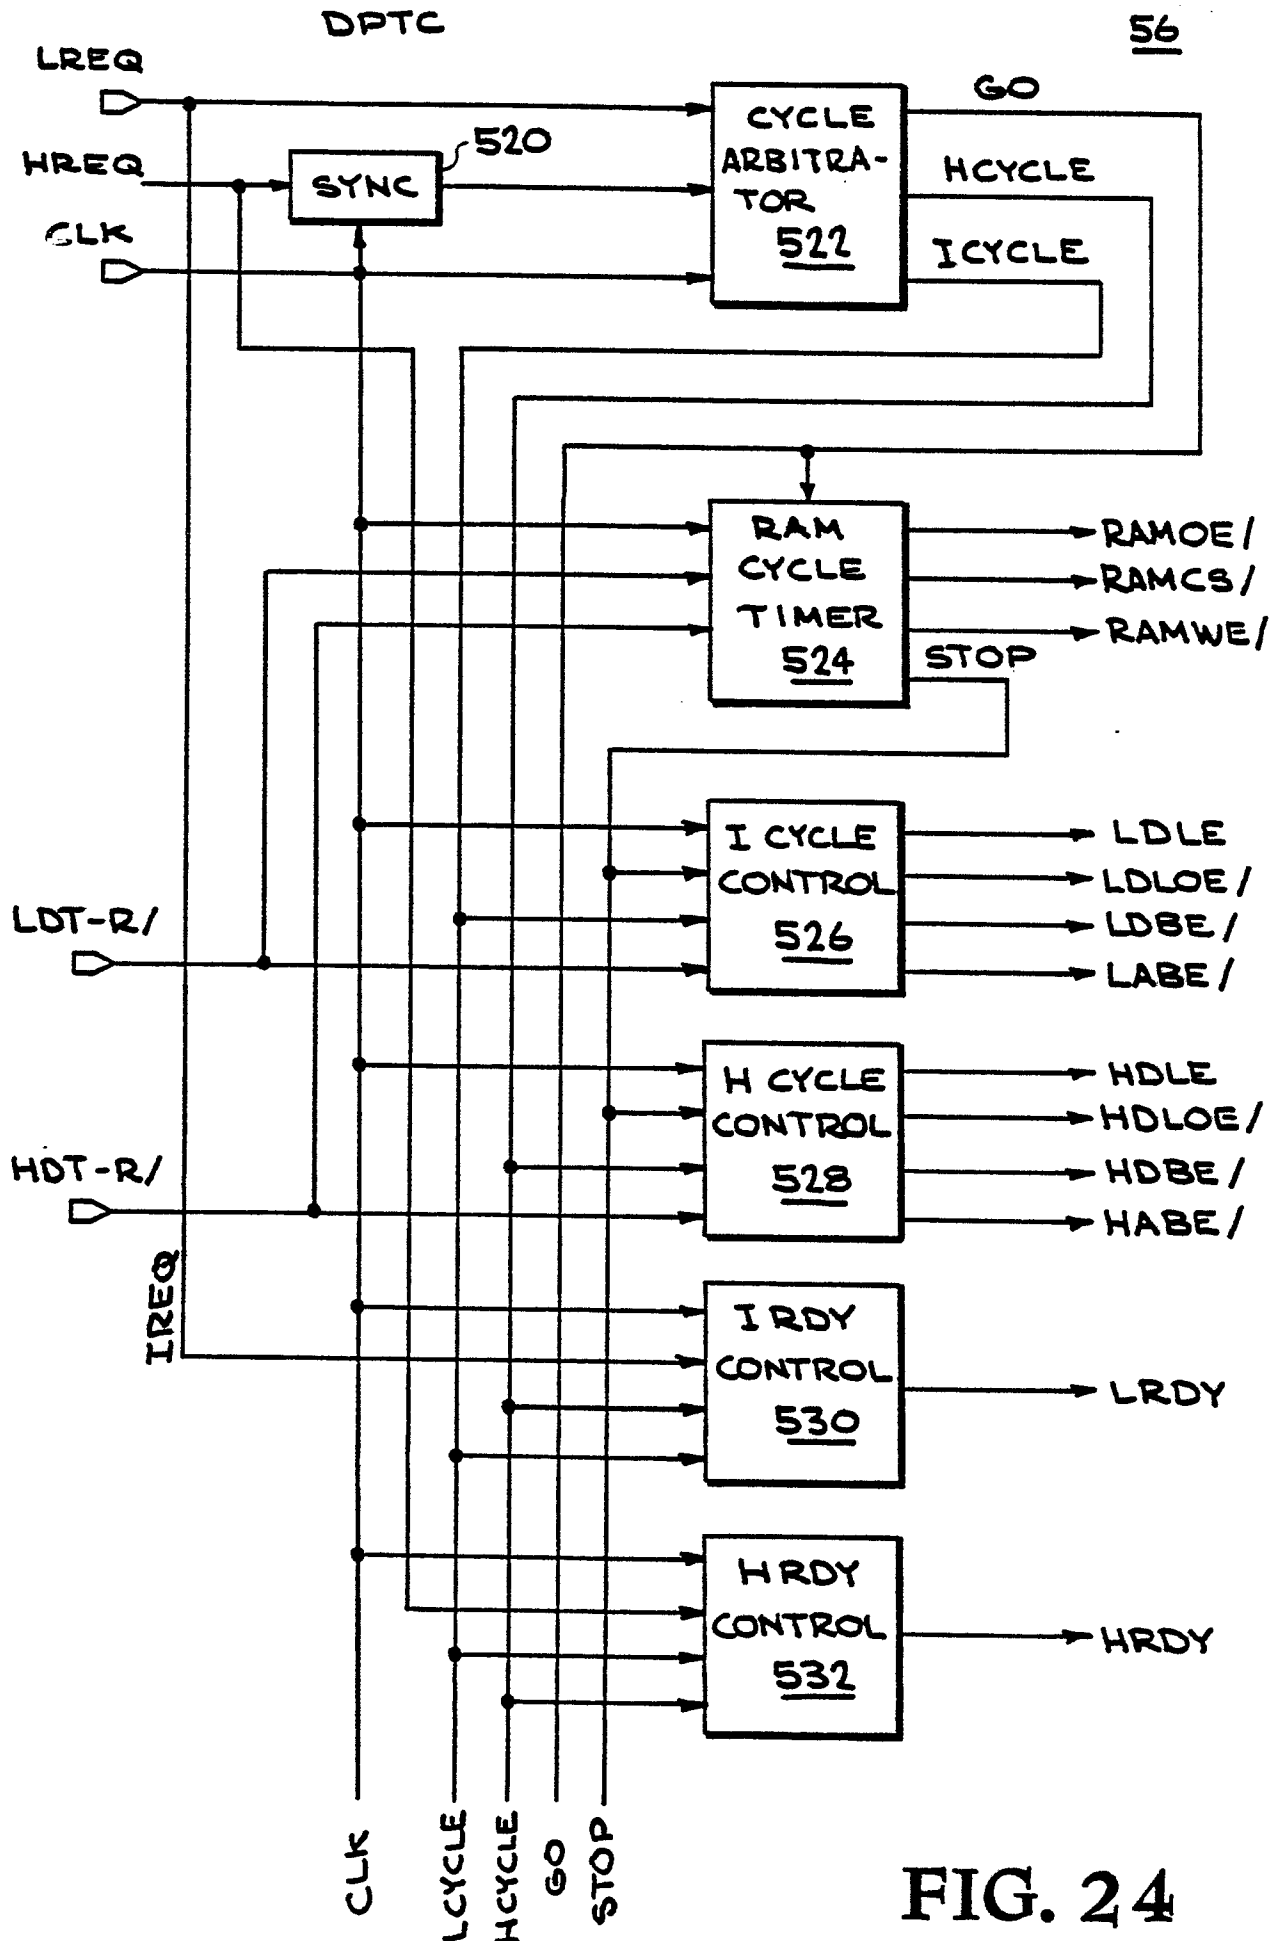 DPTC
56
LREQ
HREQ
CLK
520
SYNC
CYCLE
ARBITRA-
TOR
522
GO
HCYCLE
ICYCLE
RAM
CYCLE
TIMER
524
RAMOE/
RAMCS/
RAMWE/
STOP
I CYCLE
CONTROL
526
LDLE
LDLOE/
LDBE/
LABE/
LDT-R/
H CYCLE
CONTROL
528
HDLE
HDLOE/
HDBE/
HABE/
HDT-R/
IREQ
I RDY
CONTROL
530
LRDY
H RDY
CONTROL
532
HRDY
CLK
LCYCLE
HCYCLE
GO
STOP
FIG. 24